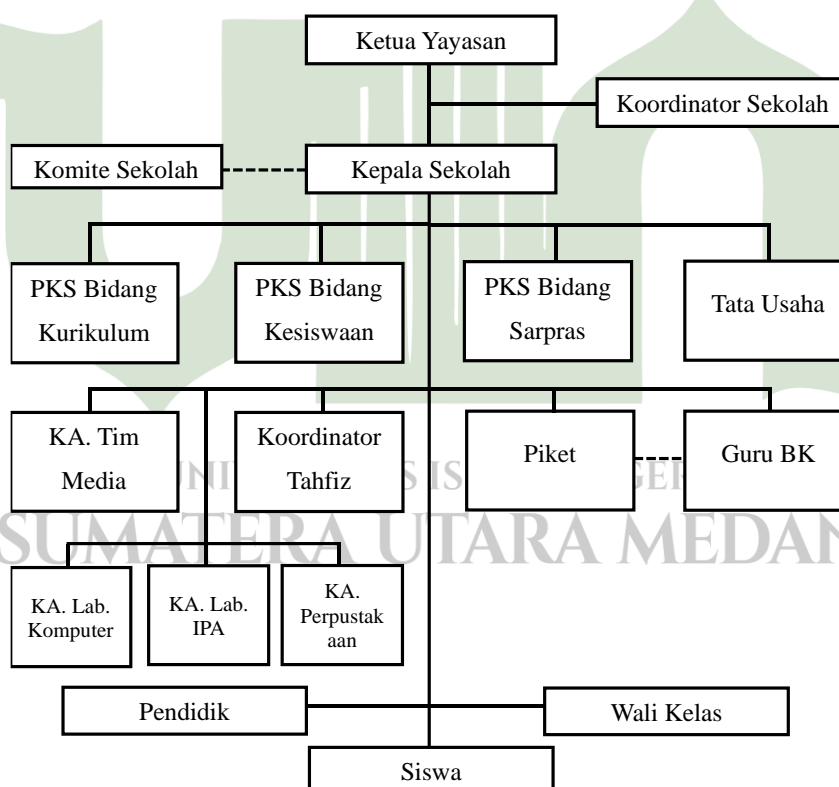 Ketua Yayasan
Koordinator Sekolah
Komite Sekolah
Kepala Sekolah
PKS Bidang
Kurikulum
PKS Bidang
Kesiswaan
PKS Bidang
Sarpras
Tata Usaha
KA. Tim
Media
Koordinator
Tahfiz
Piket
Guru BK
SUMATERA UTARA MEDAN
KA. Lab.
Komputer
KA. Lab.
IPA
KA.
Perpustak
aan
Pendidik
Wali Kelas
Siswa